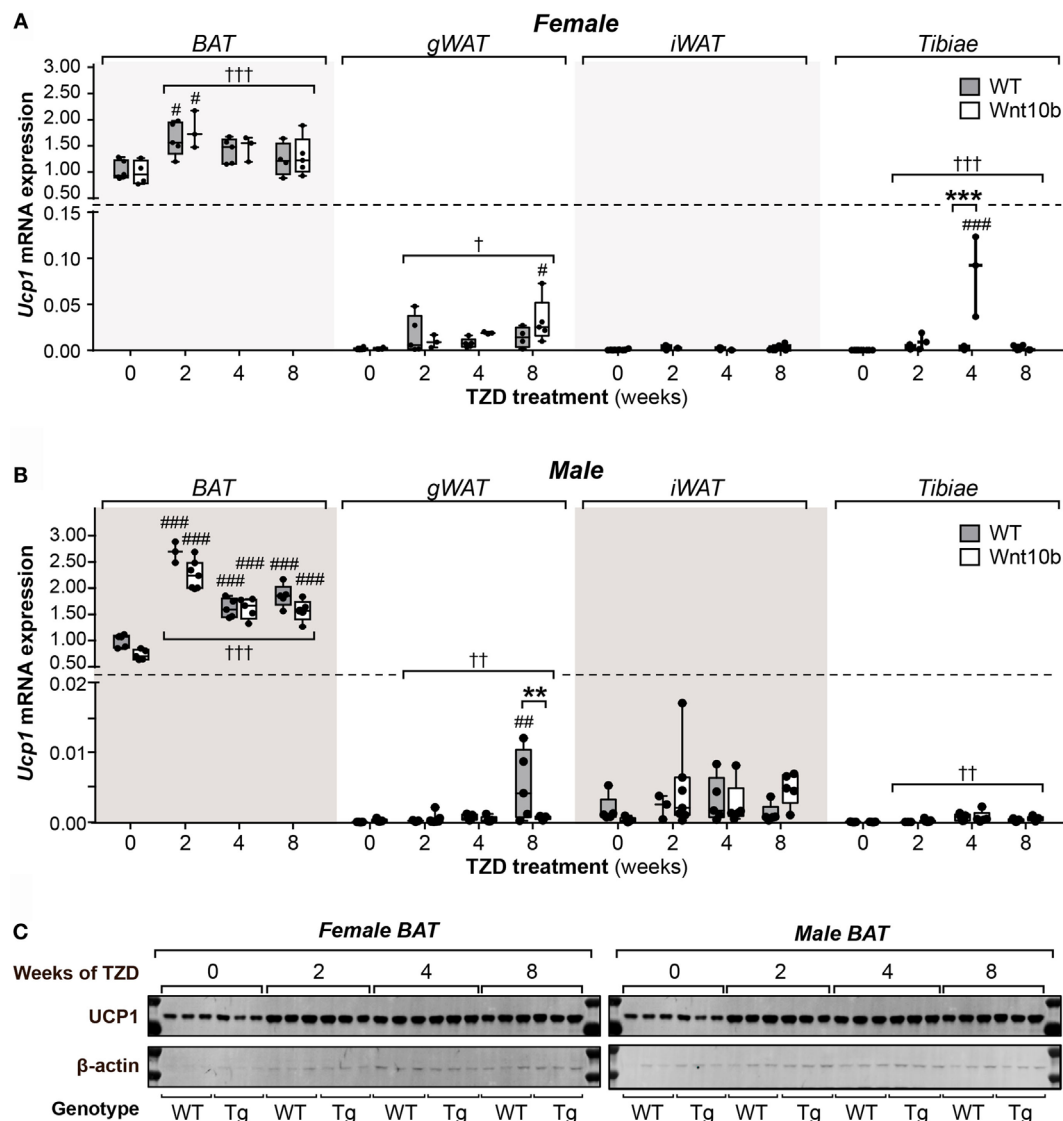 A
Female
BAT gWAT iWAT Tibiae
3.00
2.50
2.00
1.50
1.00
0.50
0.15
0.10
0.05
0.00
Ucp1 mRNA expression
†††
# #
†
#
†††
***
###
WT
Wnt10b
0 2 4 8 0 2 4 8 0 2 4 8 0 2 4 8
TZD treatment (weeks)
B
Male
BAT gWAT iWAT Tibiae
3.00
2.50
2.00
1.50
1.00
0.50
0.02
0.01
0.00
Ucp1 mRNA expression
###
###
###
###
###
###
†††
††
**
##
††
WT
Wnt10b
0 2 4 8 0 2 4 8 0 2 4 8 0 2 4 8
TZD treatment (weeks)
C
Female BAT Male BAT
Weeks of TZD 0 2 4 8 0 2 4 8
UCP1
β-actin
Genotype WT Tg WT Tg WT Tg WT Tg WT Tg WT Tg WT Tg WT Tg